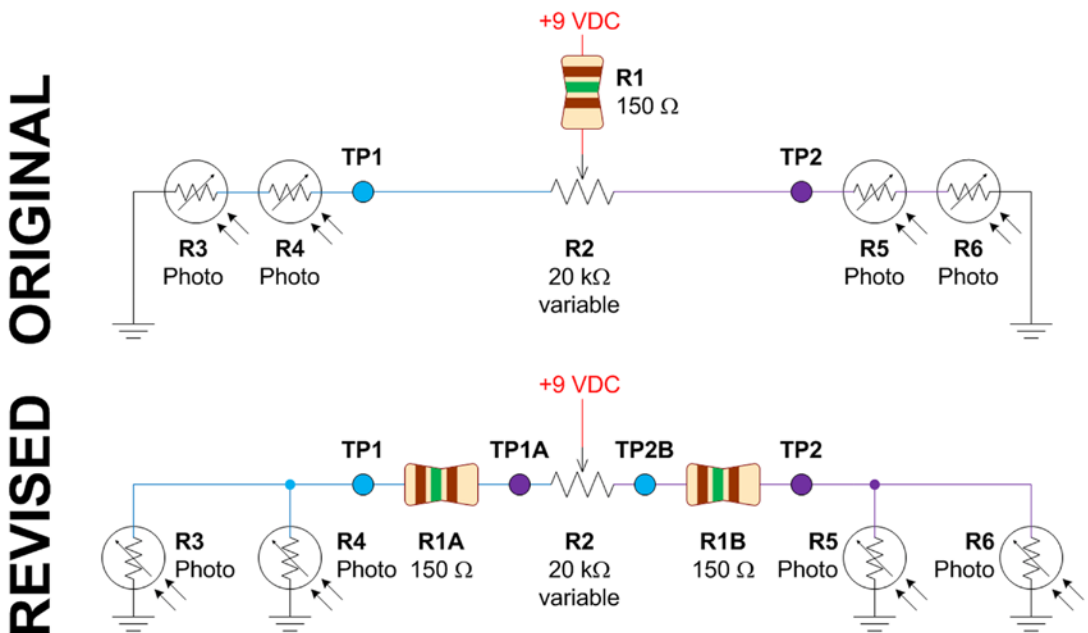 ORIGINAL
+9 VDC
R1
150 Ω
TP1
TP2
R3
Photo
R4
Photo
R2
20 kΩ
variable
R5
Photo
R6
Photo
REVISED
+9 VDC
TP1
TP1A
TP2B
TP2
R3
Photo
R4
Photo
R1A
150 Ω
R2
20 kΩ
variable
R1B
150 Ω
R5
Photo
R6
Photo